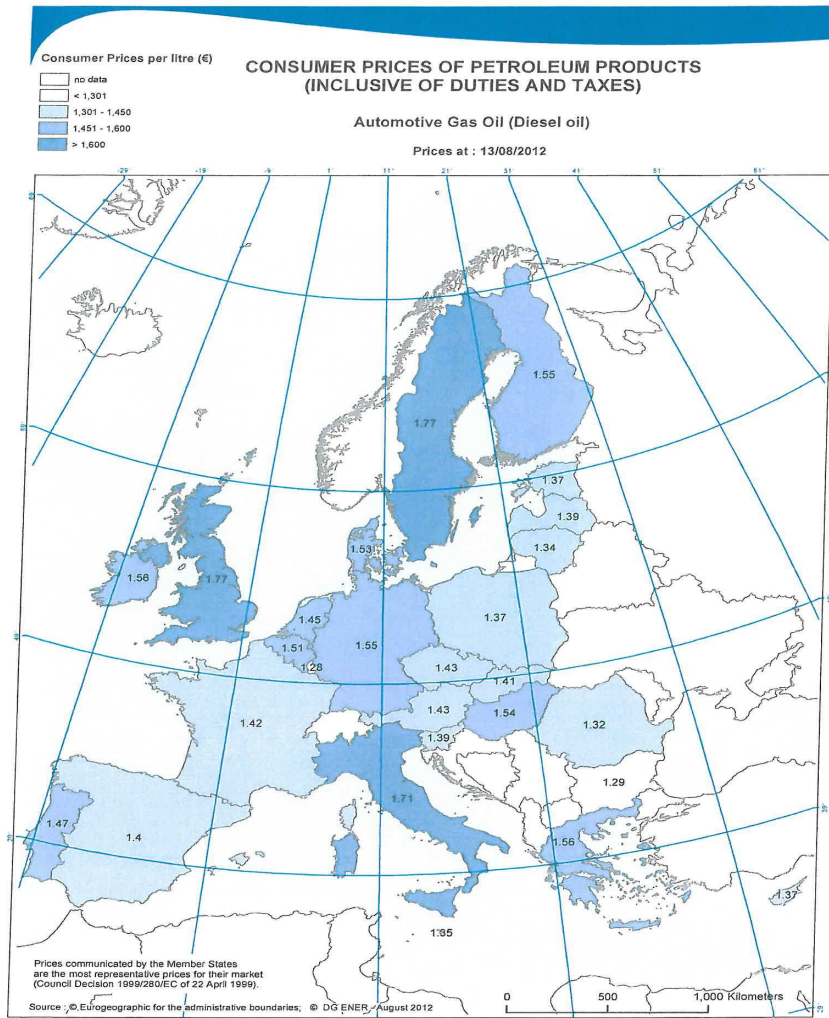 Consumer Prices per litre (€)
no data
< 1,301
1,301 - 1,450
1,451 - 1,600
> 1,600
CONSUMER PRICES OF PETROLEUM PRODUCTS
(INCLUSIVE OF DUTIES AND TAXES)
Automotive Gas Oil (Diesel oil)
Prices at : 13/08/2012
-29° -19° -9° 1° 11° 21° 31° 41° 51° 61°
1.55
1.77
1.37
1.39
1.34
1.53
1.56
1.77
1.45
1.37
1.51
1.55
1.28
1.43
1.41
1.43
1.54
1.42
1.39
1.32
1.29
1.71
1.47
1.4
1.56
1.37
1.35
Prices communicated by the Member States
are the most representative prices for their market
(Council Decision 1999/280/EC of 22 April 1999).
Source : © Eurogeographic for the administrative boundaries; © DG ENER - August 2012
0 500 1,000 Kilometers